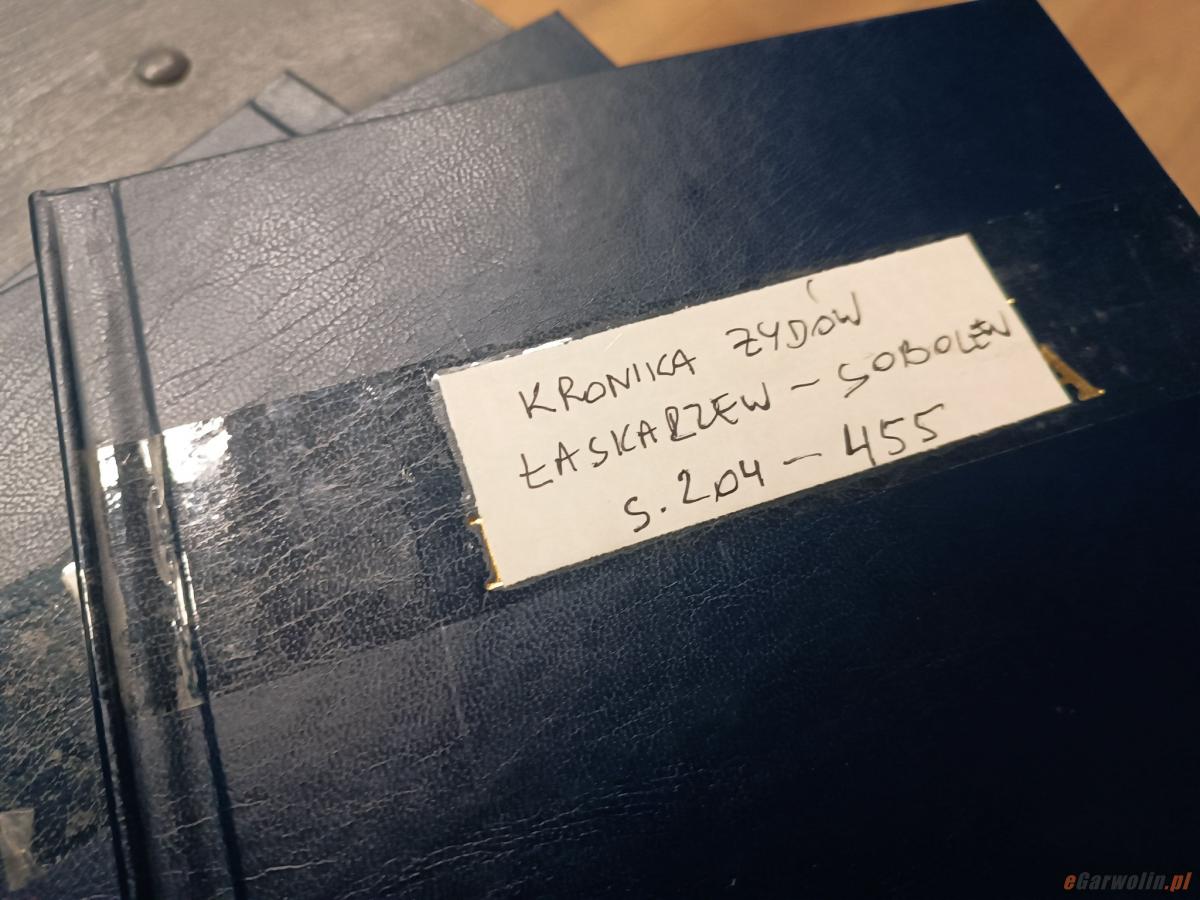 KRONIKA ŻYDÓW
ŁASKARZEW - SOBOLEW
S. 204 - 455
eGarwolin.pl